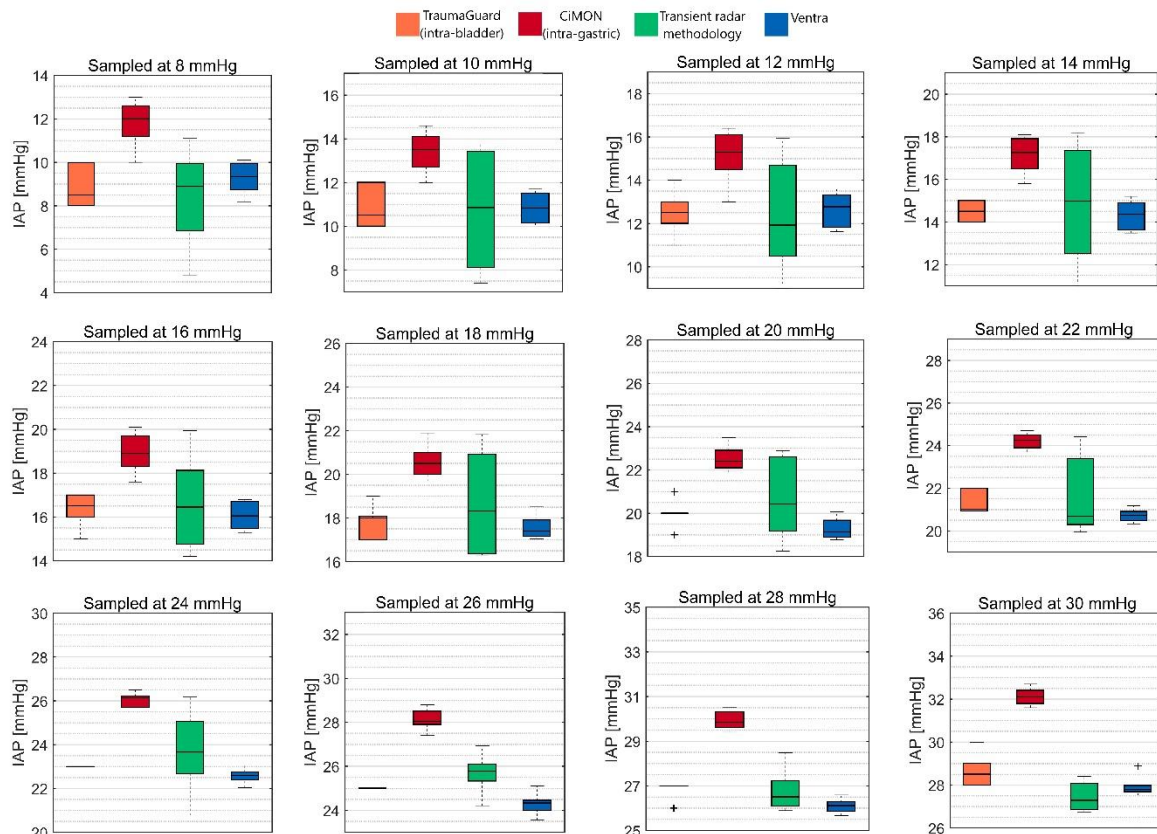 TraumaGuard
(intra-bladder)
CiMON
(intra-gastric)
Transient radar
methodology
Ventra
Sampled at 8 mmHg
IAP [mmHg]
14
12
10
8
6
4
Sampled at 10 mmHg
IAP [mmHg]
16
14
12
10
8
Sampled at 12 mmHg
IAP [mmHg]
18
16
14
12
10
Sampled at 14 mmHg
IAP [mmHg]
20
18
16
14
12
Sampled at 16 mmHg
IAP [mmHg]
24
22
20
18
16
14
Sampled at 18 mmHg
IAP [mmHg]
26
24
22
20
18
16
Sampled at 20 mmHg
IAP [mmHg]
28
26
24
22
20
18
Sampled at 22 mmHg
IAP [mmHg]
28
26
24
22
20
Sampled at 24 mmHg
IAP [mmHg]
30
28
26
24
22
20
Sampled at 26 mmHg
IAP [mmHg]
32
30
28
26
24
Sampled at 28 mmHg
IAP [mmHg]
35
33
31
29
27
25
Sampled at 30 mmHg
IAP [mmHg]
36
34
32
30
28
26